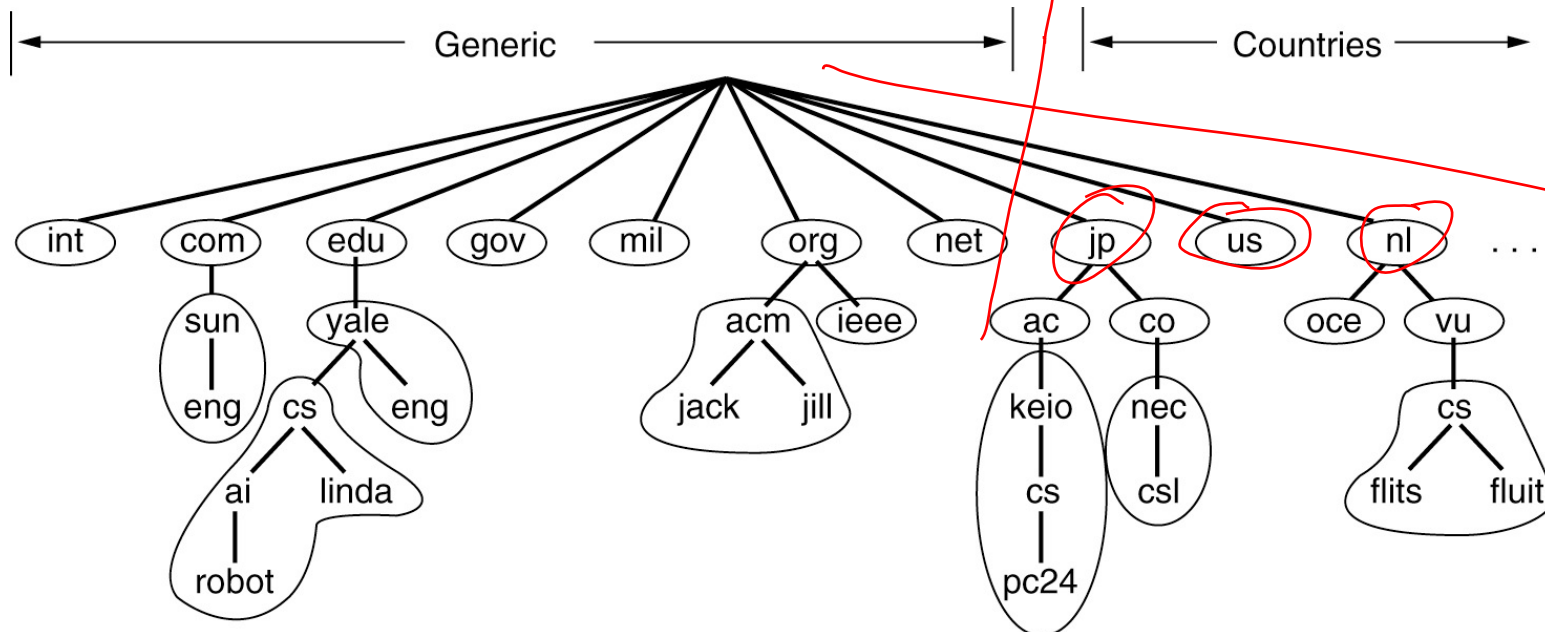 Generic Countries
int com edu gov mil org net jp us nl ...
sun yale acm ieee ac co oce vu
eng cs eng jack jill keio nec cs
ai linda cs csl flits fluit
robot pc24